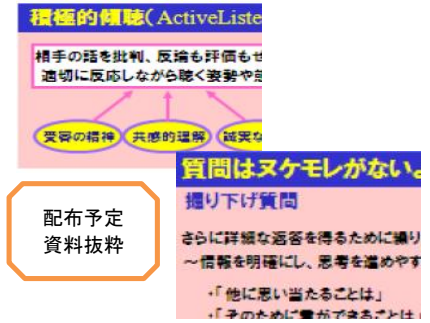 積極的傾聴(ActiveListe
相手の話を批判、反論も評価もせ
適切に反応しながら聴く姿勢や態
受容の精神
共感的理解
誠実な
質問はヌケモレがない。
掘り下げ質問
さらに詳細な返答を得るために繰り
～情報を明確にし、思考を進めやす
・「他に思い当たることは」
・「そのために
ができることは
配布予定
資料抜粋